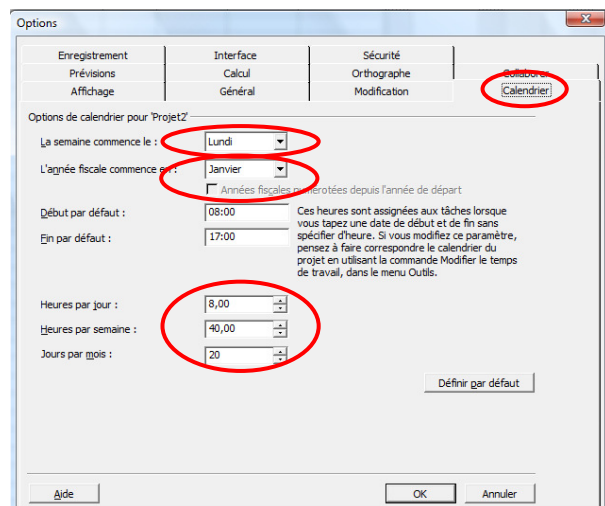 Options
Enregistrement Interface Sécurité
Prévisions Calcul Orthographe Collaborer
Affichage Général Modification Calendrier
Options de calendrier pour 'Projet2'
La semaine commence le : Lundi
L'année fiscale commence en : Janvier
Années fiscales numérotées depuis l'année de départ
Début par défaut : 08:00
Fin par défaut : 17:00
Ces heures sont assignées aux tâches lorsque
vous tapez une date de début et de fin sans
spécifier d'heure. Si vous modifiez ce paramètre,
pensez à faire correspondre le calendrier du
projet en utilisant la commande Modifier le temps
de travail, dans le menu Outils.
Heures par jour : 8,00
Heures par semaine : 40,00
Jours par mois : 20
Définir par défaut
Aide OK Annuler